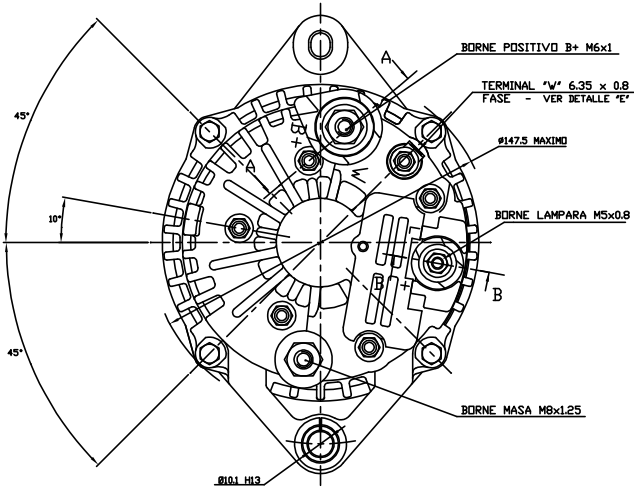 BORNE POSITIVO B+ M6x1
A
TERMINAL "W" 6.35 x 0.8
FASE - VER DETALLE "E"
45°
B+
Ø147.5 MAXIMO
A
W
10°
BORNE LAMPARA M5x0.8
B +
B
45°
BORNE MASA M8x1.25
Ø10.1 H13